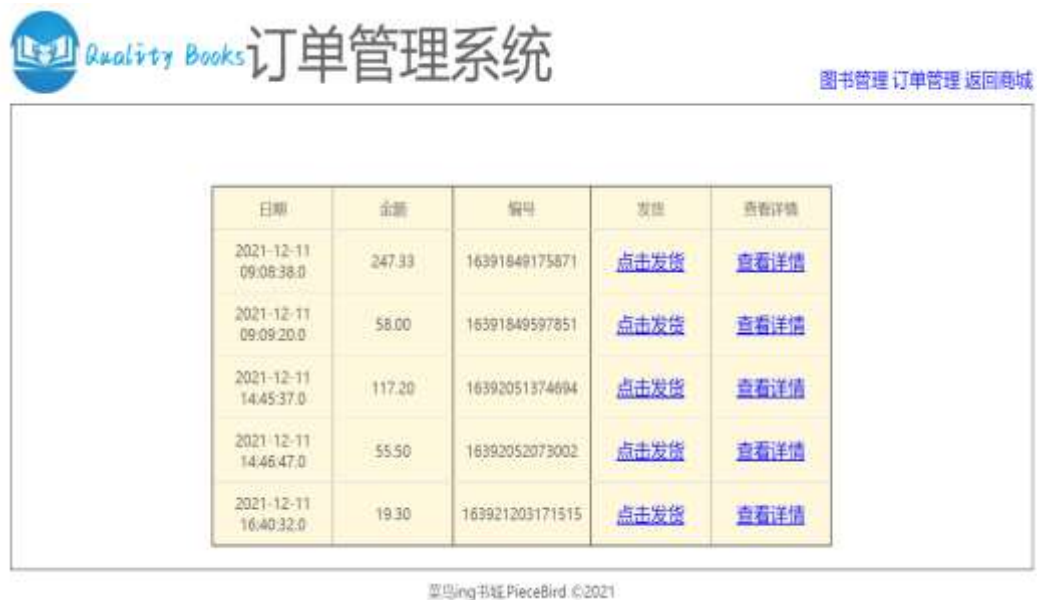 Quality Books 订单管理系统
图书管理 订单管理 返回商城
日期 金额 编号 发货 查看详情
2021-12-11
09:08:38.0 247.33 16391849175871 点击发货 查看详情
2021-12-11
09:09:20.0 58.00 16391849597851 点击发货 查看详情
2021-12-11
14:45:37.0 117.20 16392051374694 点击发货 查看详情
2021-12-11
14:46:47.0 55.50 16392052073002 点击发货 查看详情
2021-12-11
16:40:32.0 19.30 163921203171515 点击发货 查看详情
菜鸟ing书城,PieceBird ©2021